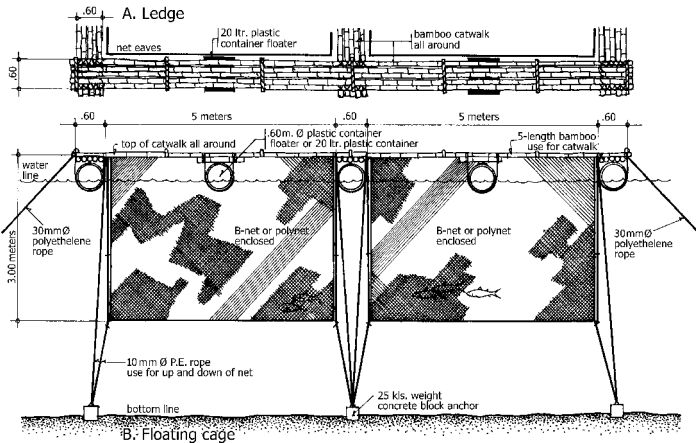 .60
A. Ledge
20 ltr. plastic
container floater
bamboo catwalk
all around
net eaves
.60
.60
5 meters
.60
5 meters
.60
top of catwalk all around
.60m. Ø plastic container
floater or 20 ltr. plastic container
5-length bamboo
use for catwalk
water
line
30mmØ
polyethelene
rope
B-net or polynet
enclosed
B-net or polynet
enclosed
30mmØ
polyethelene
rope
3.00 meters
10mm Ø P.E. rope
use for up and down of net
25 kls. weight
concrete block anchor
bottom line
B. Floating cage